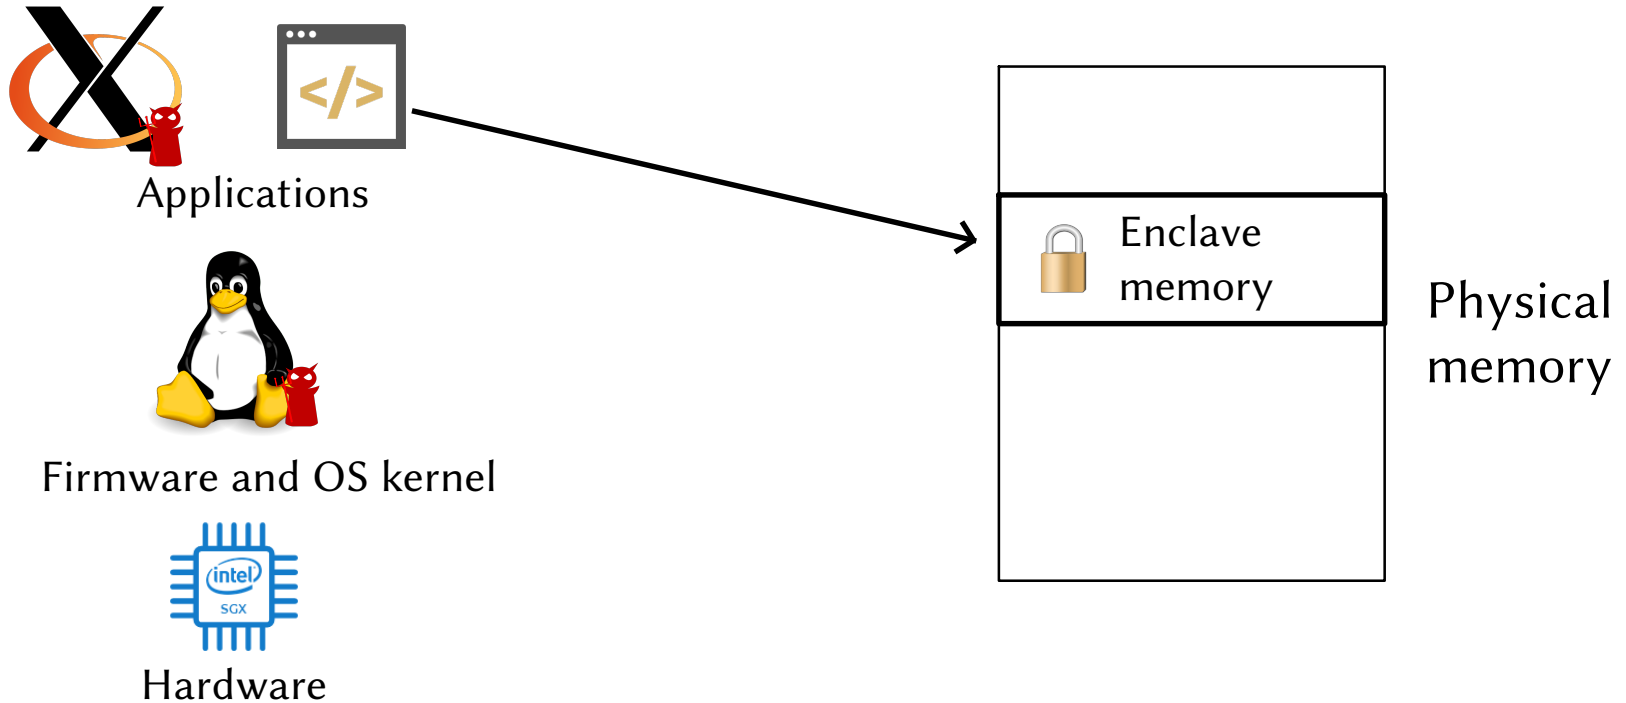 </>
Applications
Enclave
memory
Physical
memory
Firmware and OS kernel
intel
SGX
Hardware